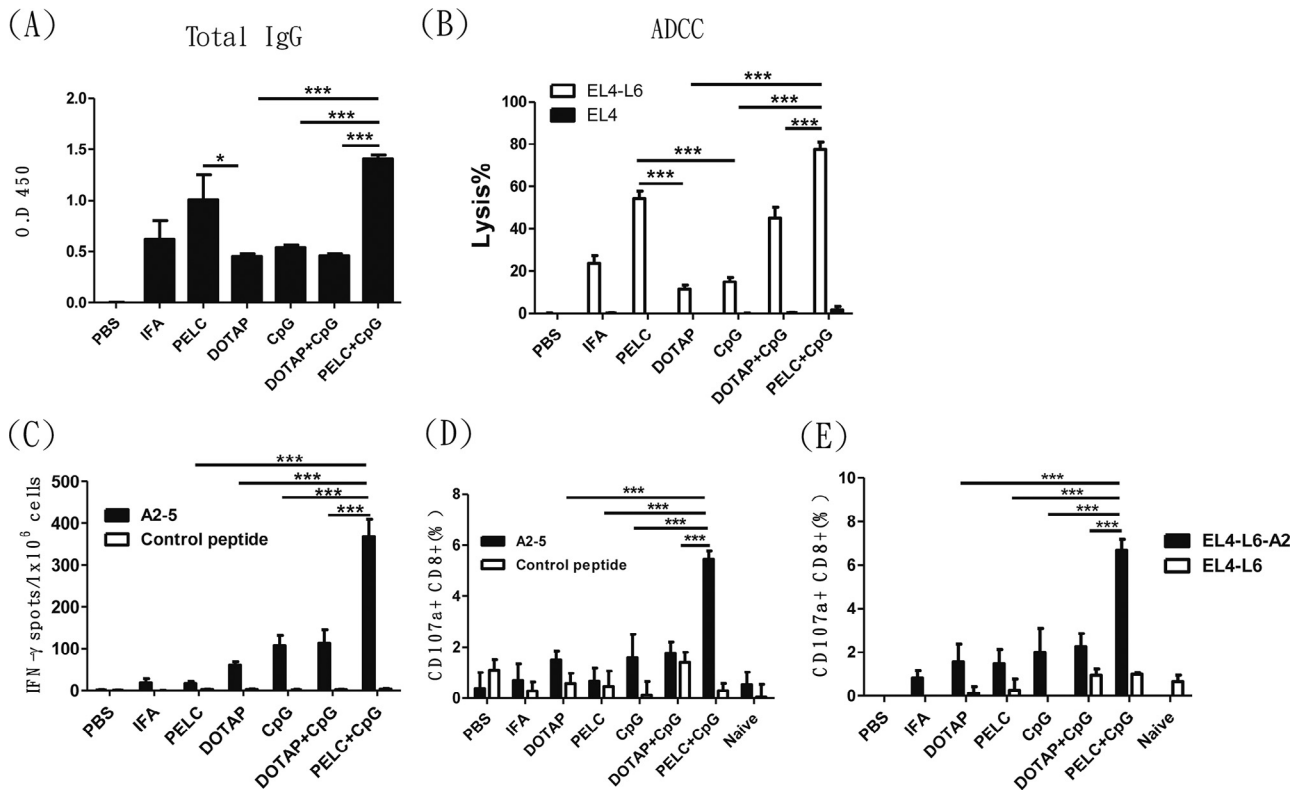 (A)
Total IgG
O.D 450
2.0
1.5
1.0
0.5
0.0
***
***
***
*
PBS
IFA
PELC
DOTAP
CpG
DOTAP+CpG
PELC+CpG
(B)
ADCC
EL4-L6
EL4
Lysis%
100
80
60
40
20
0
***
***
***
***
***
PBS
IFA
PELC
DOTAP
CpG
DOTAP+CpG
PELC+CpG
(C)
IFN-γ spots/1x10⁶ cells
500
400
300
200
100
0
A2-5
Control peptide
***
***
***
***
PBS
IFA
PELC
DOTAP
CpG
DOTAP+CpG
PELC+CpG
(D)
CD107a+ CD8+(%)
8
6
4
2
0
A2-5
Control peptide
***
***
***
***
PBS
IFA
DOTAP
PELC
CpG
DOTAP+CpG
PELC+CpG
Naive
(E)
CD107a+ CD8+(%)
10
8
6
4
2
0
***
***
***
***
EL4-L6-A2
EL4-L6
PBS
IFA
DOTAP
PELC
CpG
DOTAP+CpG
PELC+CpG
Naive